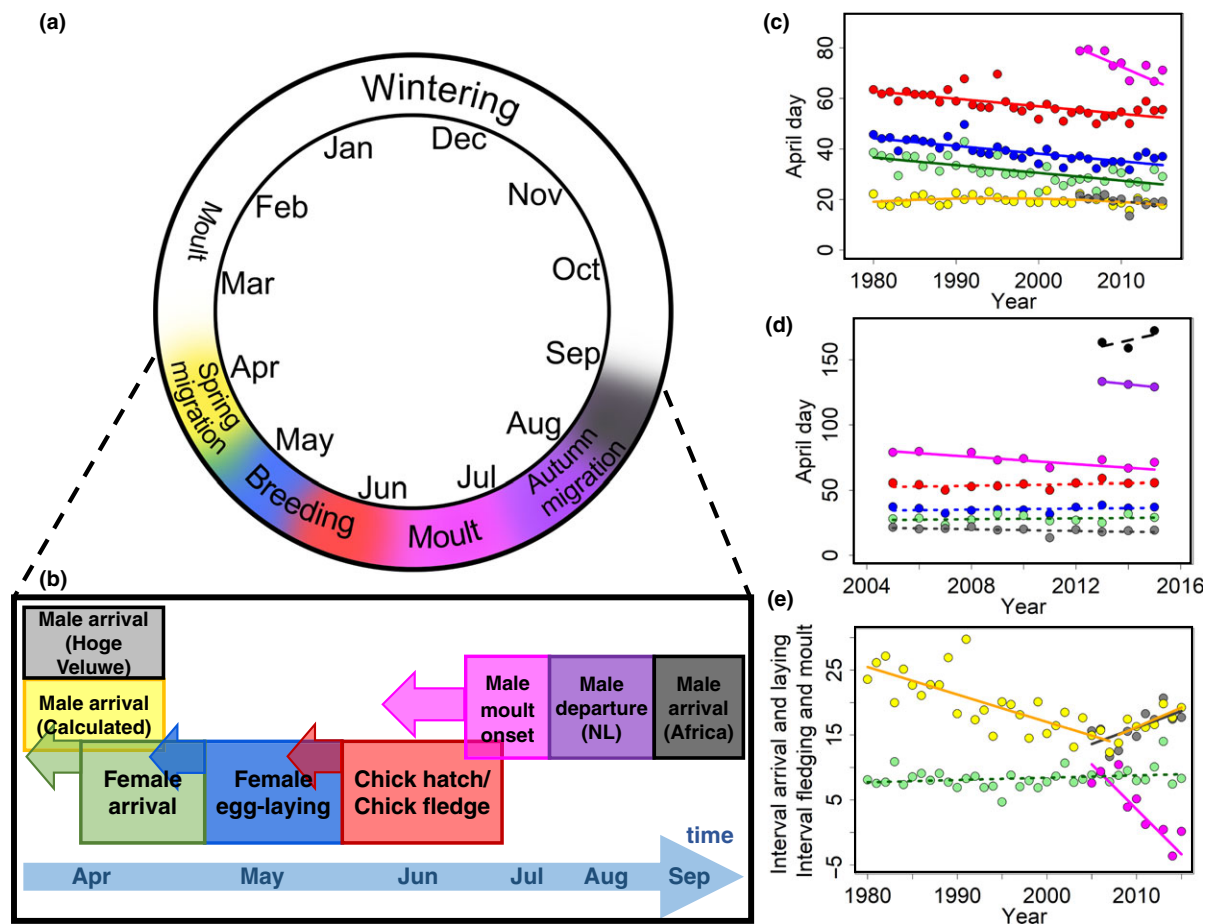 (a)
Wintering
Jan
Dec
Feb
Nov
Moult
Mar
Oct
Apr
Sep
Spring
migration
May
Aug
Autumn
migration
Jun
Jul
Breeding
Moult
(b)
Male arrival
(Hoge
Veluwe)
Male arrival
(Calculated)
Male
moult
onset
Male
departure
(NL)
Male
arrival
(Africa)
Female
arrival
Female
egg-laying
Chick hatch/
Chick fledge
time
Apr May Jun Jul Aug Sep
(c)
April day
80
60
40
20
0
1980 1990 2000 2010
Year
(d)
April day
150
100
50
0
2004 2008 2012 2016
Year
(e)
Interval arrival and laying
Interval fledging and moult
25
15
5
−5
1980 1990 2000 2010
Year